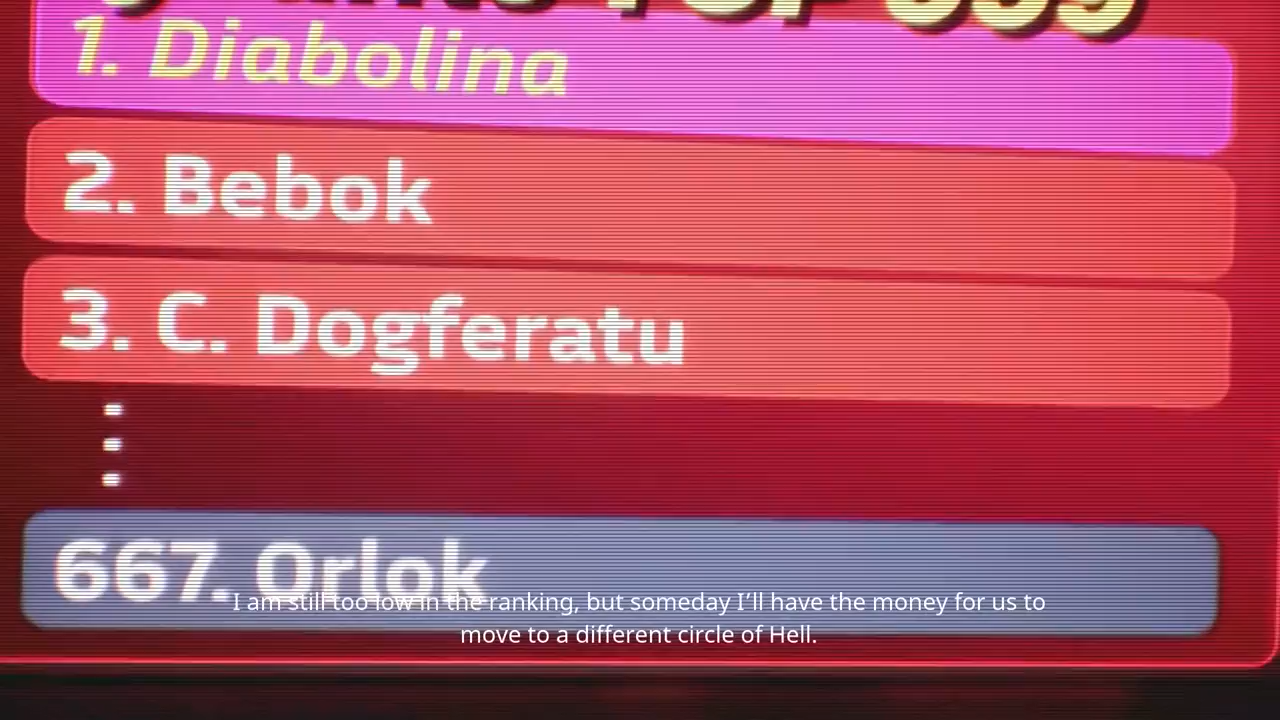 1. Diabolina
2. Bebok
3. C. Dogferatu
667. Orlok
I am still too low in the ranking, but someday I’ll have the money for us to
move to a different circle of Hell.